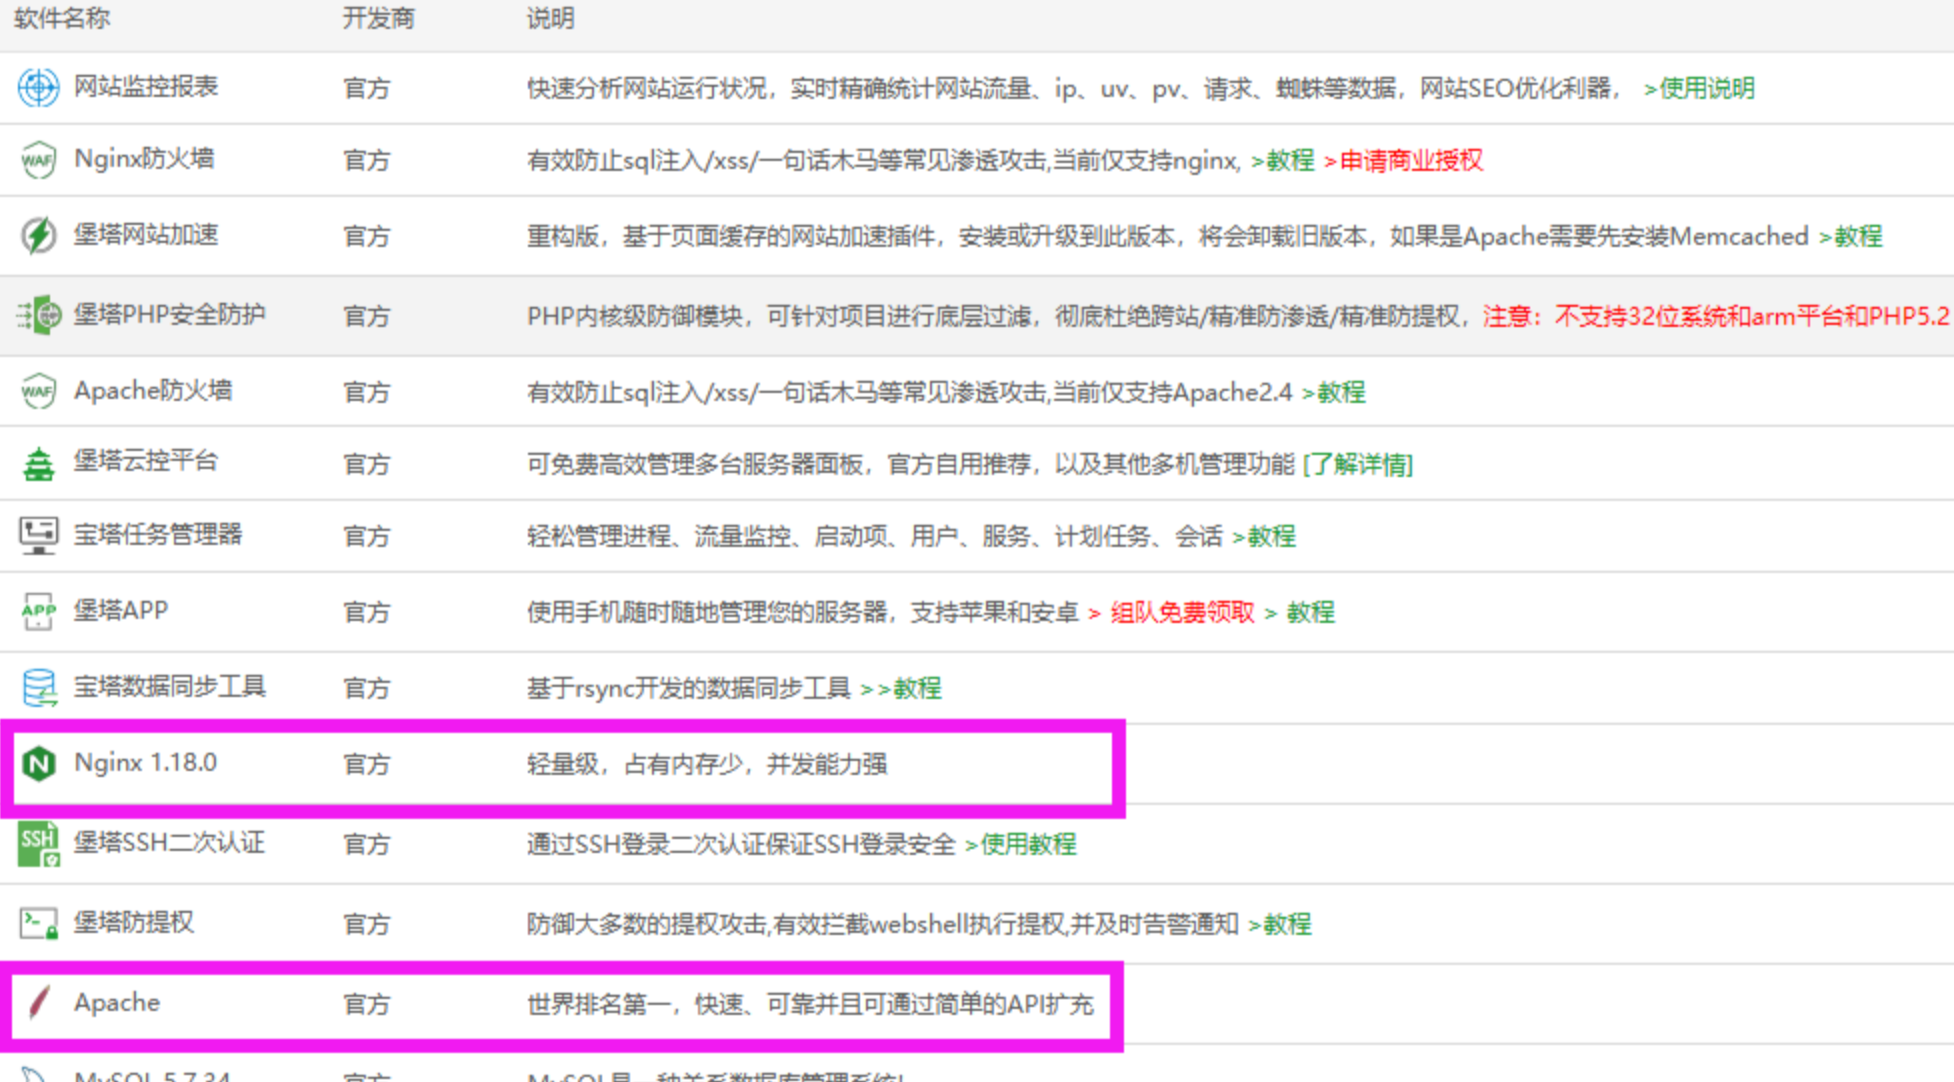 软件名称 开发商 说明
网站监控报表 官方 快速分析网站运行状况，实时精确统计网站流量、ip、uv、pv、请求、蜘蛛等数据，网站SEO优化利器， >使用说明
WAF Nginx防火墙 官方 有效防止sql注入/xss/一句话木马等常见渗透攻击,当前仅支持nginx, >教程 >申请商业授权
堡塔网站加速 官方 重构版，基于页面缓存的网站加速插件，安装或升级到此版本，将会卸载旧版本，如果是Apache需要先安装Memcached >教程
堡塔PHP安全防护 官方 PHP内核级防御模块，可针对项目进行底层过滤，彻底杜绝跨站/精准防渗透/精准防提权，注意：不支持32位系统和arm平台和PHP5.2
WAF Apache防火墙 官方 有效防止sql注入/xss/一句话木马等常见渗透攻击,当前仅支持Apache2.4 >教程
堡塔云控平台 官方 可免费高效管理多台服务器面板，官方自用推荐，以及其他多机管理功能 [了解详情]
宝塔任务管理器 官方 轻松管理进程、流量监控、启动项、用户、服务、计划任务、会话 >教程
APP 堡塔APP 官方 使用手机随时随地管理您的服务器，支持苹果和安卓 > 组队免费领取 > 教程
宝塔数据同步工具 官方 基于rsync开发的数据同步工具 >>教程
N Nginx 1.18.0 官方 轻量级，占有内存少，并发能力强
SSH 堡塔SSH二次认证 官方 通过SSH登录二次认证保证SSH登录安全 >使用教程
堡塔防提权 官方 防御大多数的提权攻击,有效拦截webshell执行提权,并及时告警通知 >教程
Apache 官方 世界排名第一，快速、可靠并且可通过简单的API扩充
MySQL 5.7.34 官方 MySQL是一种关系数据库管理系统!